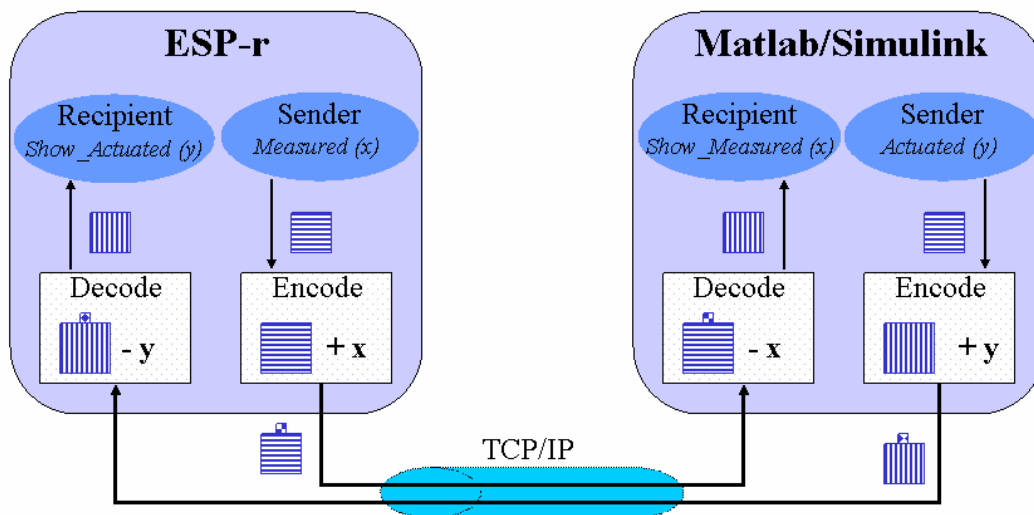 ESP-r
Recipient
Show_Actuated (y)
Sender
Measured (x)
Decode
- y
Encode
+ x
Matlab/Simulink
Recipient
Show_Measured (x)
Sender
Actuated (y)
Decode
- x
Encode
+ y
TCP/IP